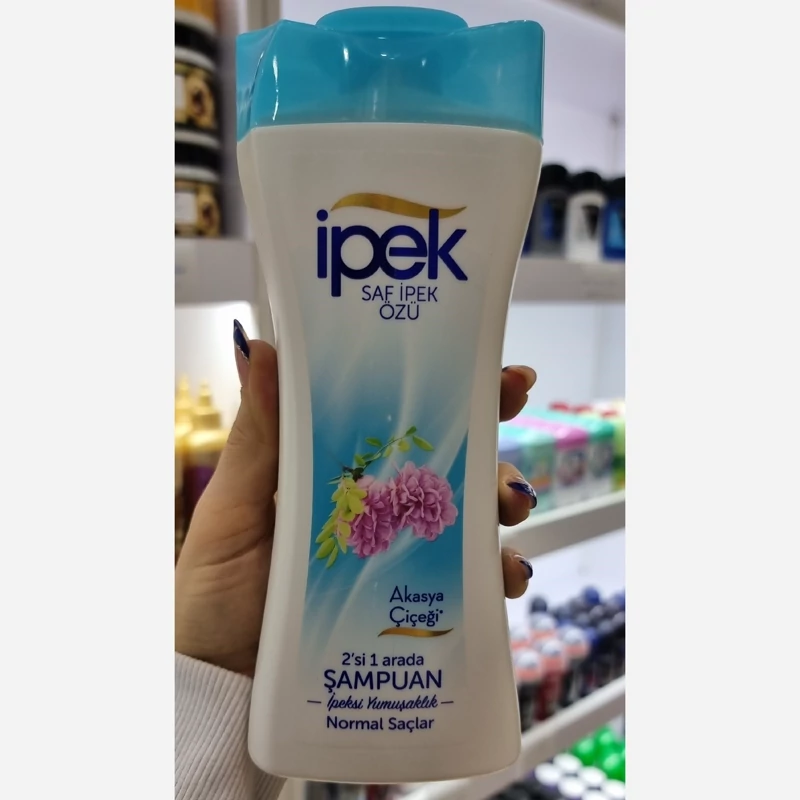 ipek
SAF İPEK
ÖZÜ
Akasya
Çiçeği*
2'si 1 arada
ŞAMPUAN
İpeksi Yumuşaklık
Normal Saçlar